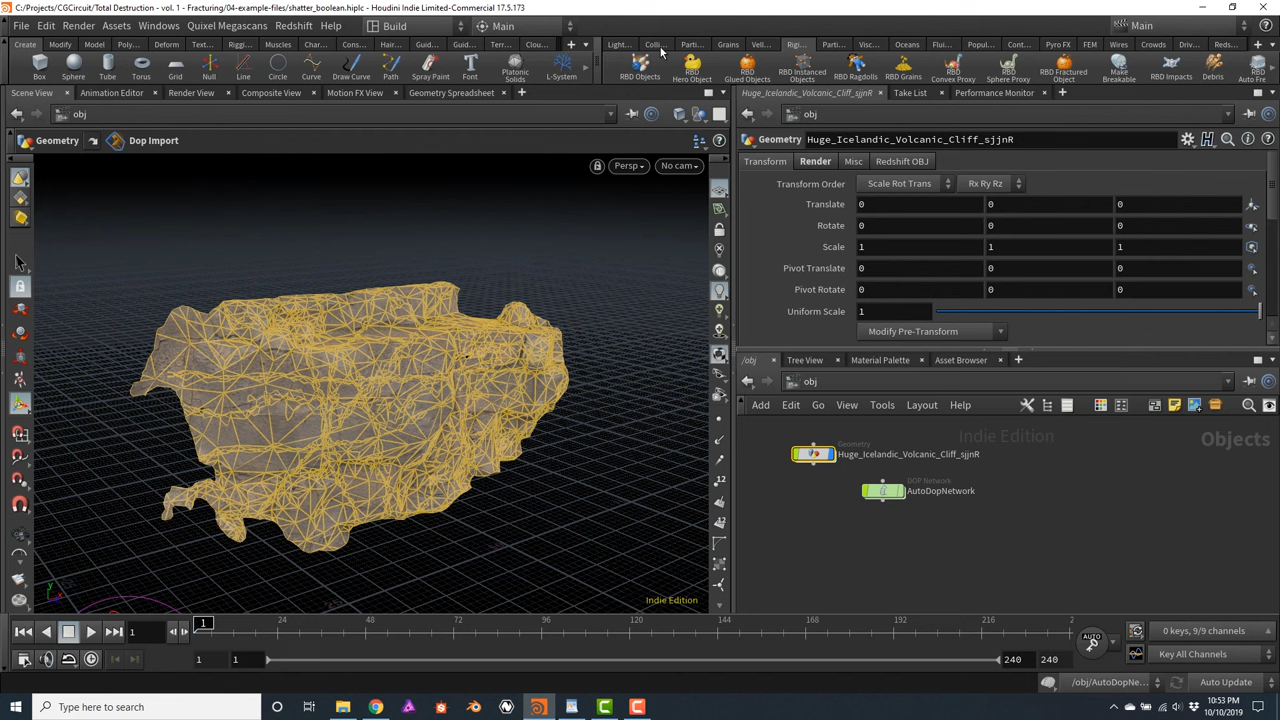 C:/Projects/CGCircuit/Total Destruction - vol. 1 - Fracturing/04-example-files/shatter_boolean.hiplc - Houdini Indie Limited-Commercial 17.5.173
File Edit Render Assets Windows Quixel Megascans Redshift Help Build Main Main
Create Modify Model Poly... Defor... Text... Riggi... Muscles Char... Cons... Hair... Guid... Guid... Terr... Clou... Light... Colli... Parti... Grains Vell... Rigi... Parti... Visc... Oceans Flui... Popul... Cont... Pyro FX FEM Wires Crowds Driv... Reds...
Box Sphere Tube Torus Grid Null Line Circle Curve Draw Curve Path Spray Paint Font Platonic Solids L-System RBD Objects RBD Hero Object RBD Glued Objects RBD Instanced Objects RBD Ragdolls RBD Grains RBD Convex Proxy RBD Sphere Proxy RBD Fractured Object Make Breakable RBD Impacts Debris RBD Auto Fre
Scene View Animation Editor Render View Composite View Motion FX View Geometry Spreadsheet Huge_Icelandic_Volcanic_Cliff_sjjnR Take List Performance Monitor
obj obj
Geometry Dop Import Geometry Huge_Icelandic_Volcanic_Cliff_sjjnR
Persp No cam
Transform Render Misc Redshift OBJ
Transform Order Scale Rot Trans Rx Ry Rz
Translate 0 0 0
Rotate 0 0 0
Scale 1 1 1
Pivot Translate 0 0 0
Pivot Rotate 0 0 0
Uniform Scale 1
Modify Pre-Transform
/obj Tree View Material Palette Asset Browser
obj
Add Edit Go View Tools Layout Help
Indie Edition Objects
Geometry
Huge_Icelandic_Volcanic_Cliff_sjjnR
DOP Network
AutoDopNetwork
12
12
y
x
z
Indie Edition
1 1 24 48 72 96 120 144 168 192 216 2
AUTO 0 keys, 9/9 channels
1 1 240 240 Key All Channels
/obj/AutoDopNe... Auto Update
Type here to search 10:53 PM
10/10/2019